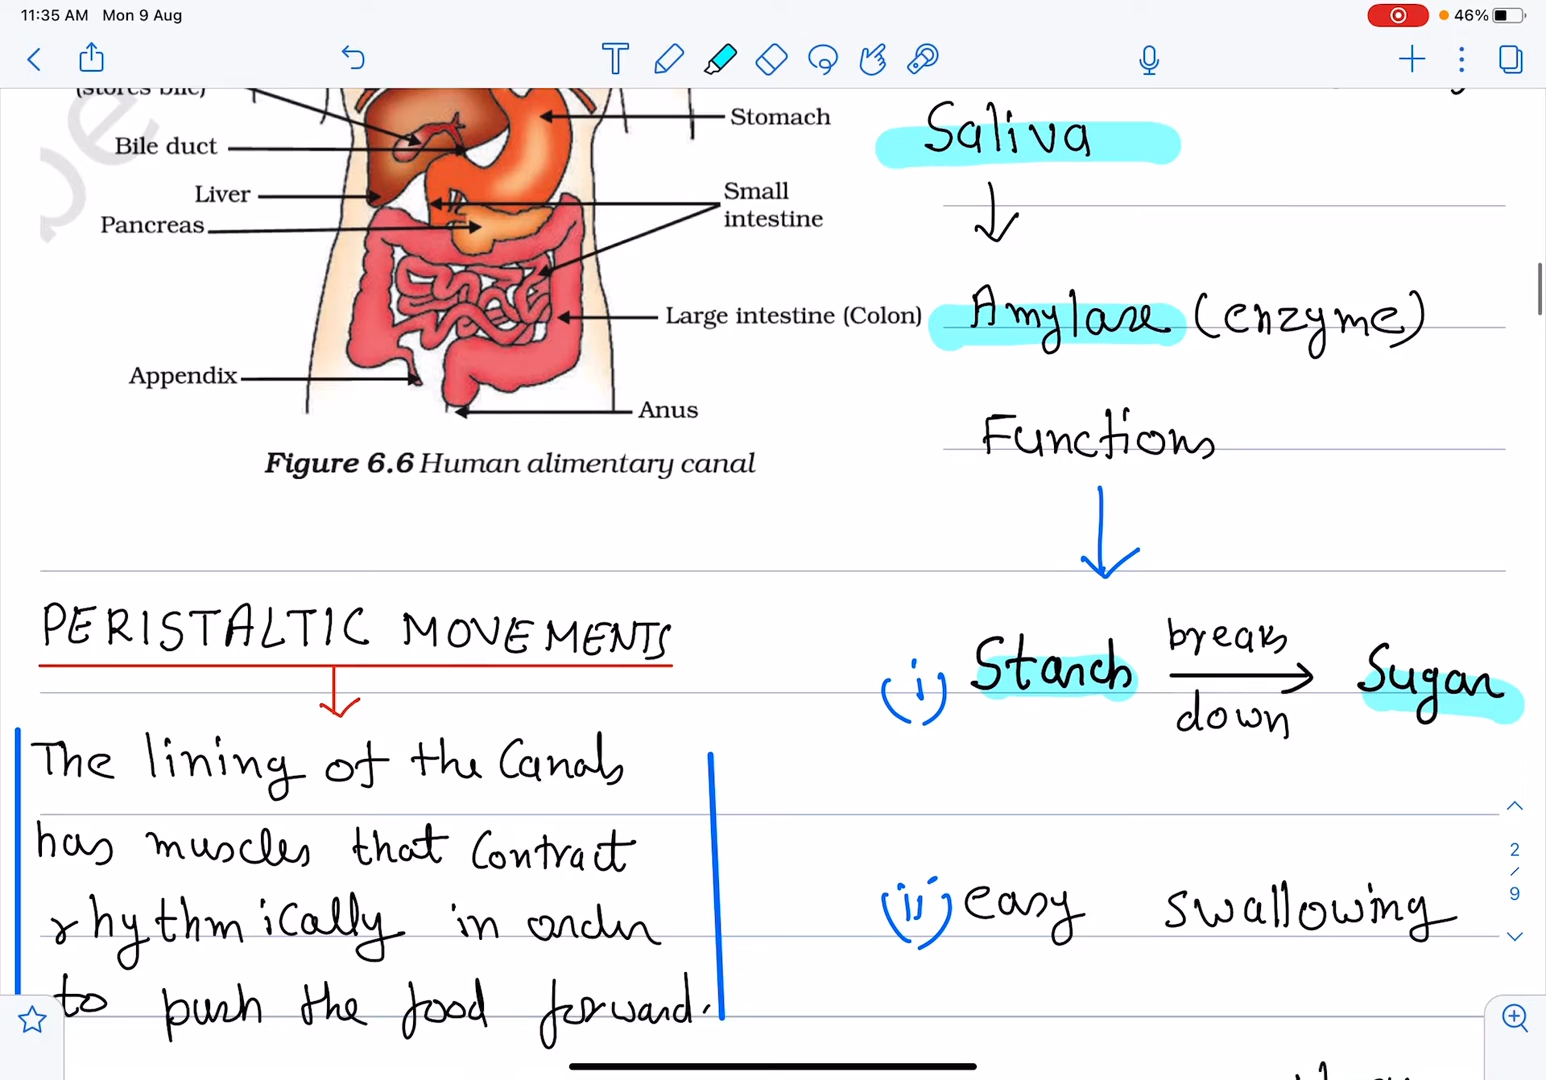 11:35 AM Mon 9 Aug
46%
(stores bile)
Bile duct
Liver
Pancreas
Appendix
Stomach
Small
intestine
Large intestine (Colon)
Anus
Figure 6.6 Human alimentary canal
PERISTALTIC MOVEMENTS
The lining of the Canals
has muscles that Contract
rhythmically in order
to push the food forward.
Saliva
Amylase (enzyme)
Functions
(i) Starch breaks down Sugar
(ii) easy swallowing
2
/
9